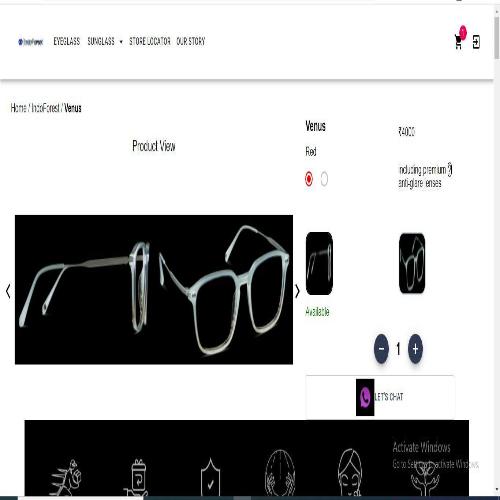 IndoForest EYEGLASS SUNGLASS STORE LOCATOR OUR STORY
Home / IndoForest / Venus
Product View
Venus
₹4000
Red
including premium
anti-glare lenses
Available
1
LET'S CHAT
Activate Windows
Go to Settings to activate Windows.